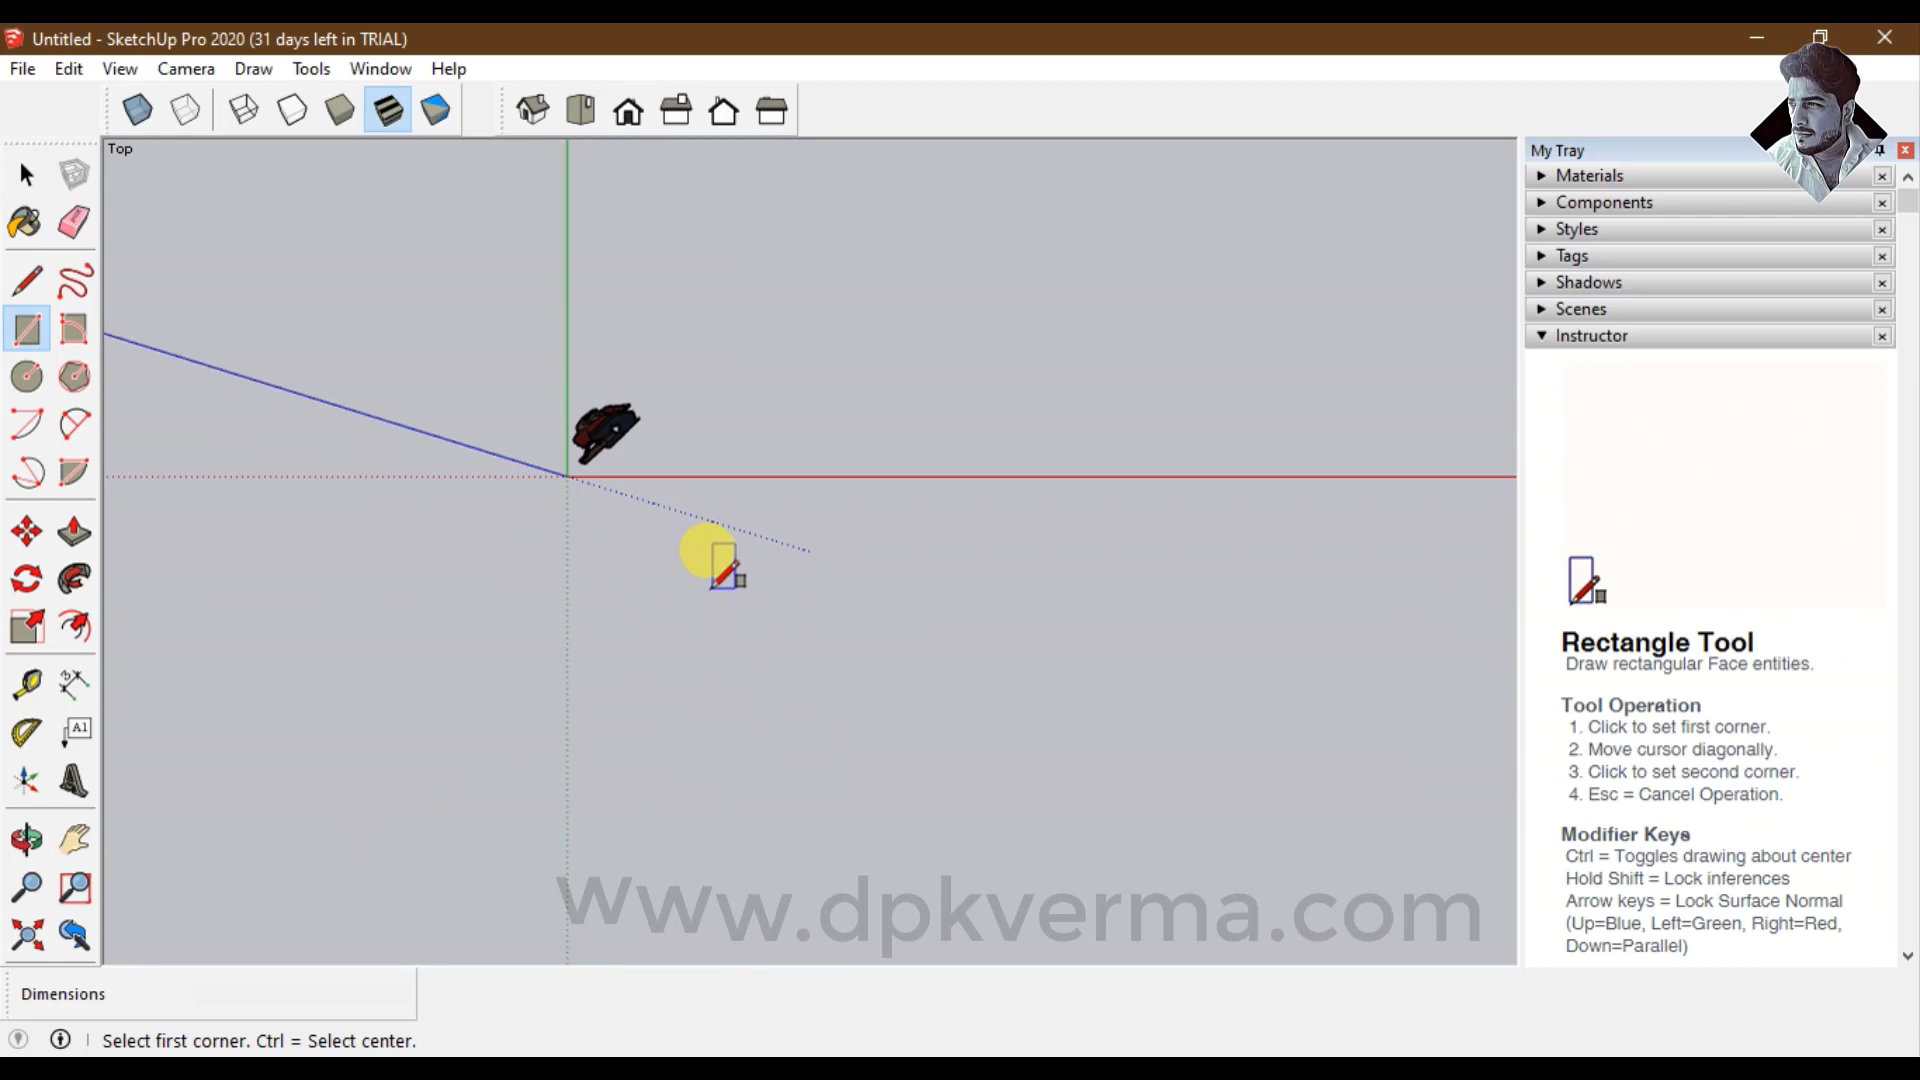 Untitled - SketchUp Pro 2020 (31 days left in TRIAL)
File Edit View Camera Draw Tools Window Help
Top
My Tray
Materials
Components
Styles
Tags
Shadows
Scenes
Instructor
A1
Rectangle Tool
Draw rectangular Face entities.
Tool Operation
1. Click to set first corner.
2. Move cursor diagonally.
3. Click to set second corner.
4. Esc = Cancel Operation.
Modifier Keys
Ctrl = Toggles drawing about center
Hold Shift = Lock inferences
Arrow keys = Lock Surface Normal
(Up=Blue, Left=Green, Right=Red,
Down=Parallel)
www.dpkverma.com
Dimensions
Select first corner. Ctrl = Select center.